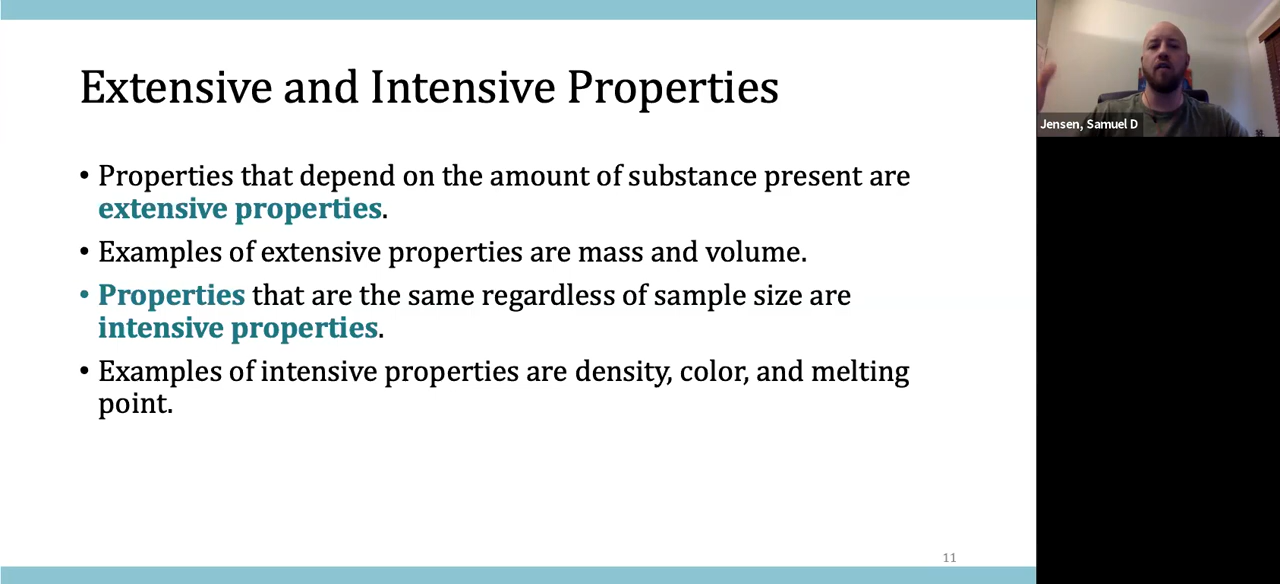 Extensive and Intensive Properties
• Properties that depend on the amount of substance present are
extensive properties.
• Examples of extensive properties are mass and volume.
• Properties that are the same regardless of sample size are
intensive properties.
• Examples of intensive properties are density, color, and melting
point.
11
Jensen, Samuel D